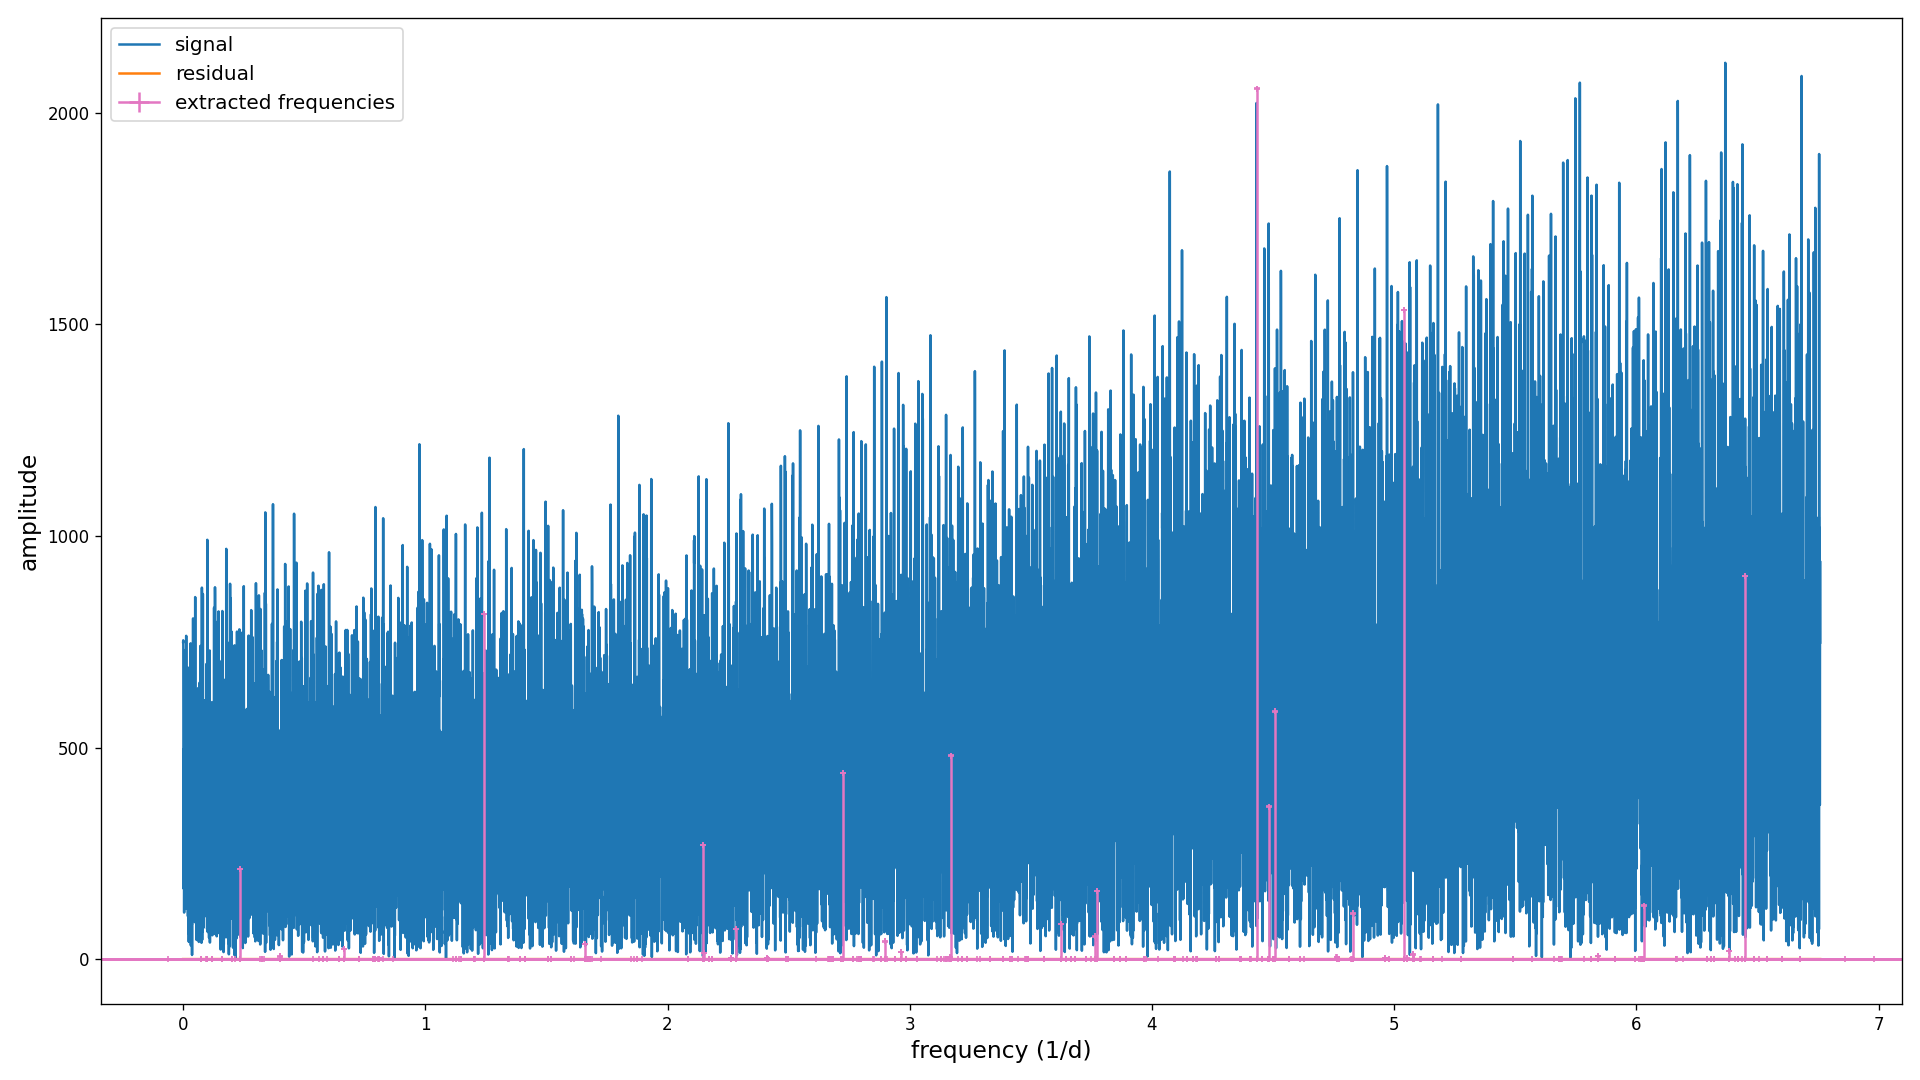 signal
residual
extracted frequencies
amplitude
2000
1500
1000
500
0
0 1 2 3 4 5 6 7
frequency (1/d)